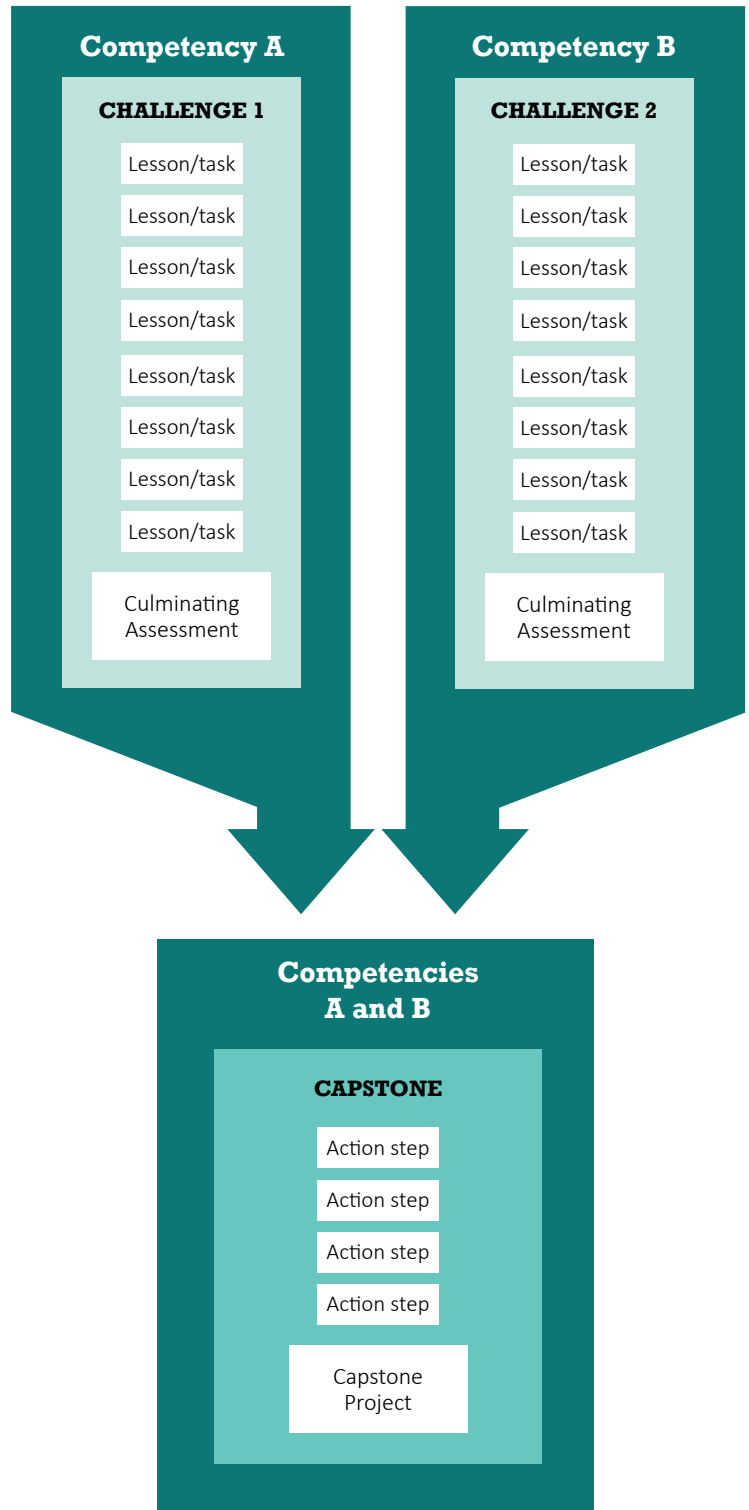 Competency A
CHALLENGE 1
Lesson/task
Lesson/task
Lesson/task
Lesson/task
Lesson/task
Lesson/task
Lesson/task
Lesson/task
Culminating
Assessment
Competency B
CHALLENGE 2
Lesson/task
Lesson/task
Lesson/task
Lesson/task
Lesson/task
Lesson/task
Lesson/task
Lesson/task
Culminating
Assessment
Competencies
A and B
CAPSTONE
Action step
Action step
Action step
Action step
Capstone
Project